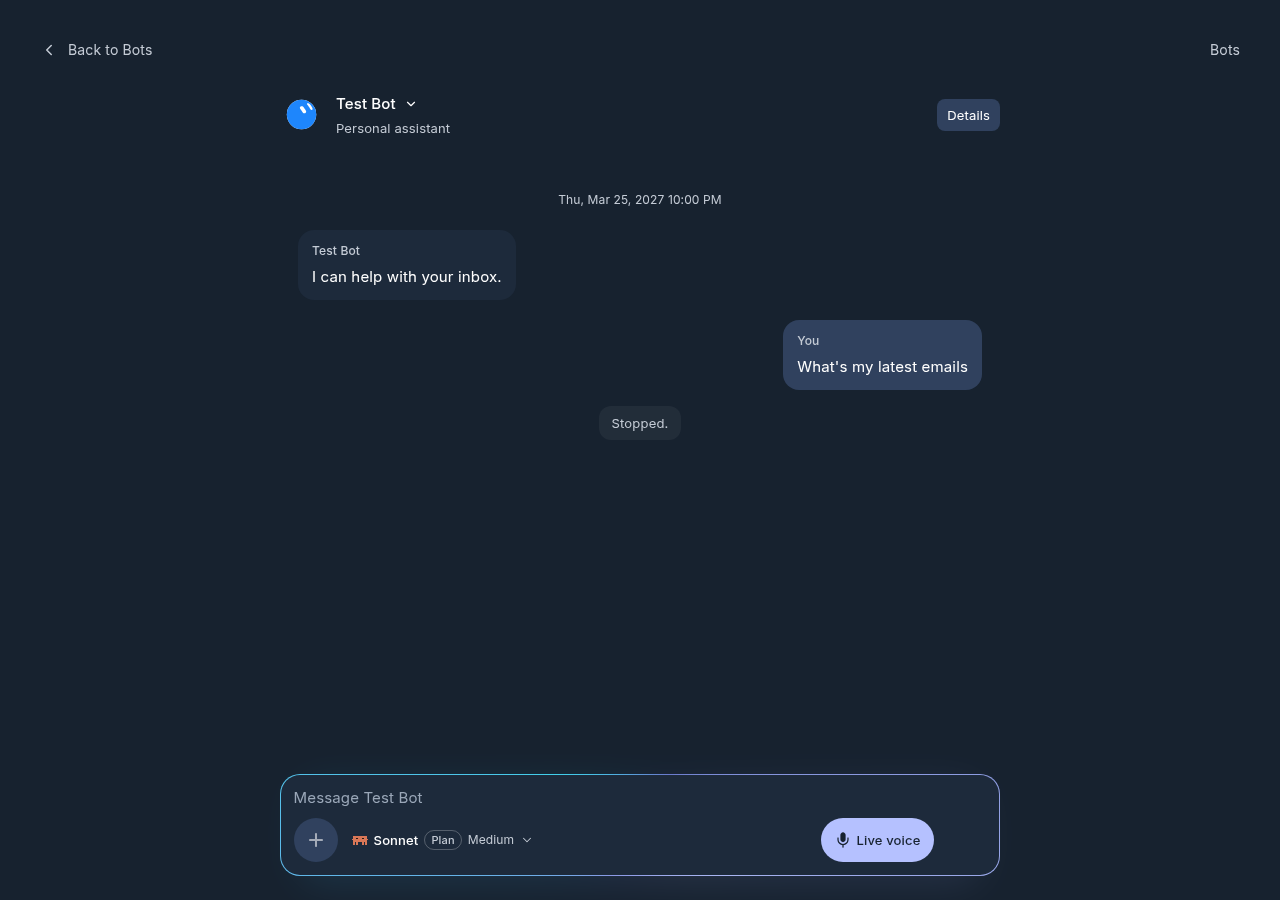 Back to Bots
Bots
Test Bot
Personal assistant
Details
Thu, Mar 25, 2027 10:00 PM
Test Bot
I can help with your inbox.
You
What's my latest emails
Stopped.
Message Test Bot
Sonnet Plan Medium
Live voice